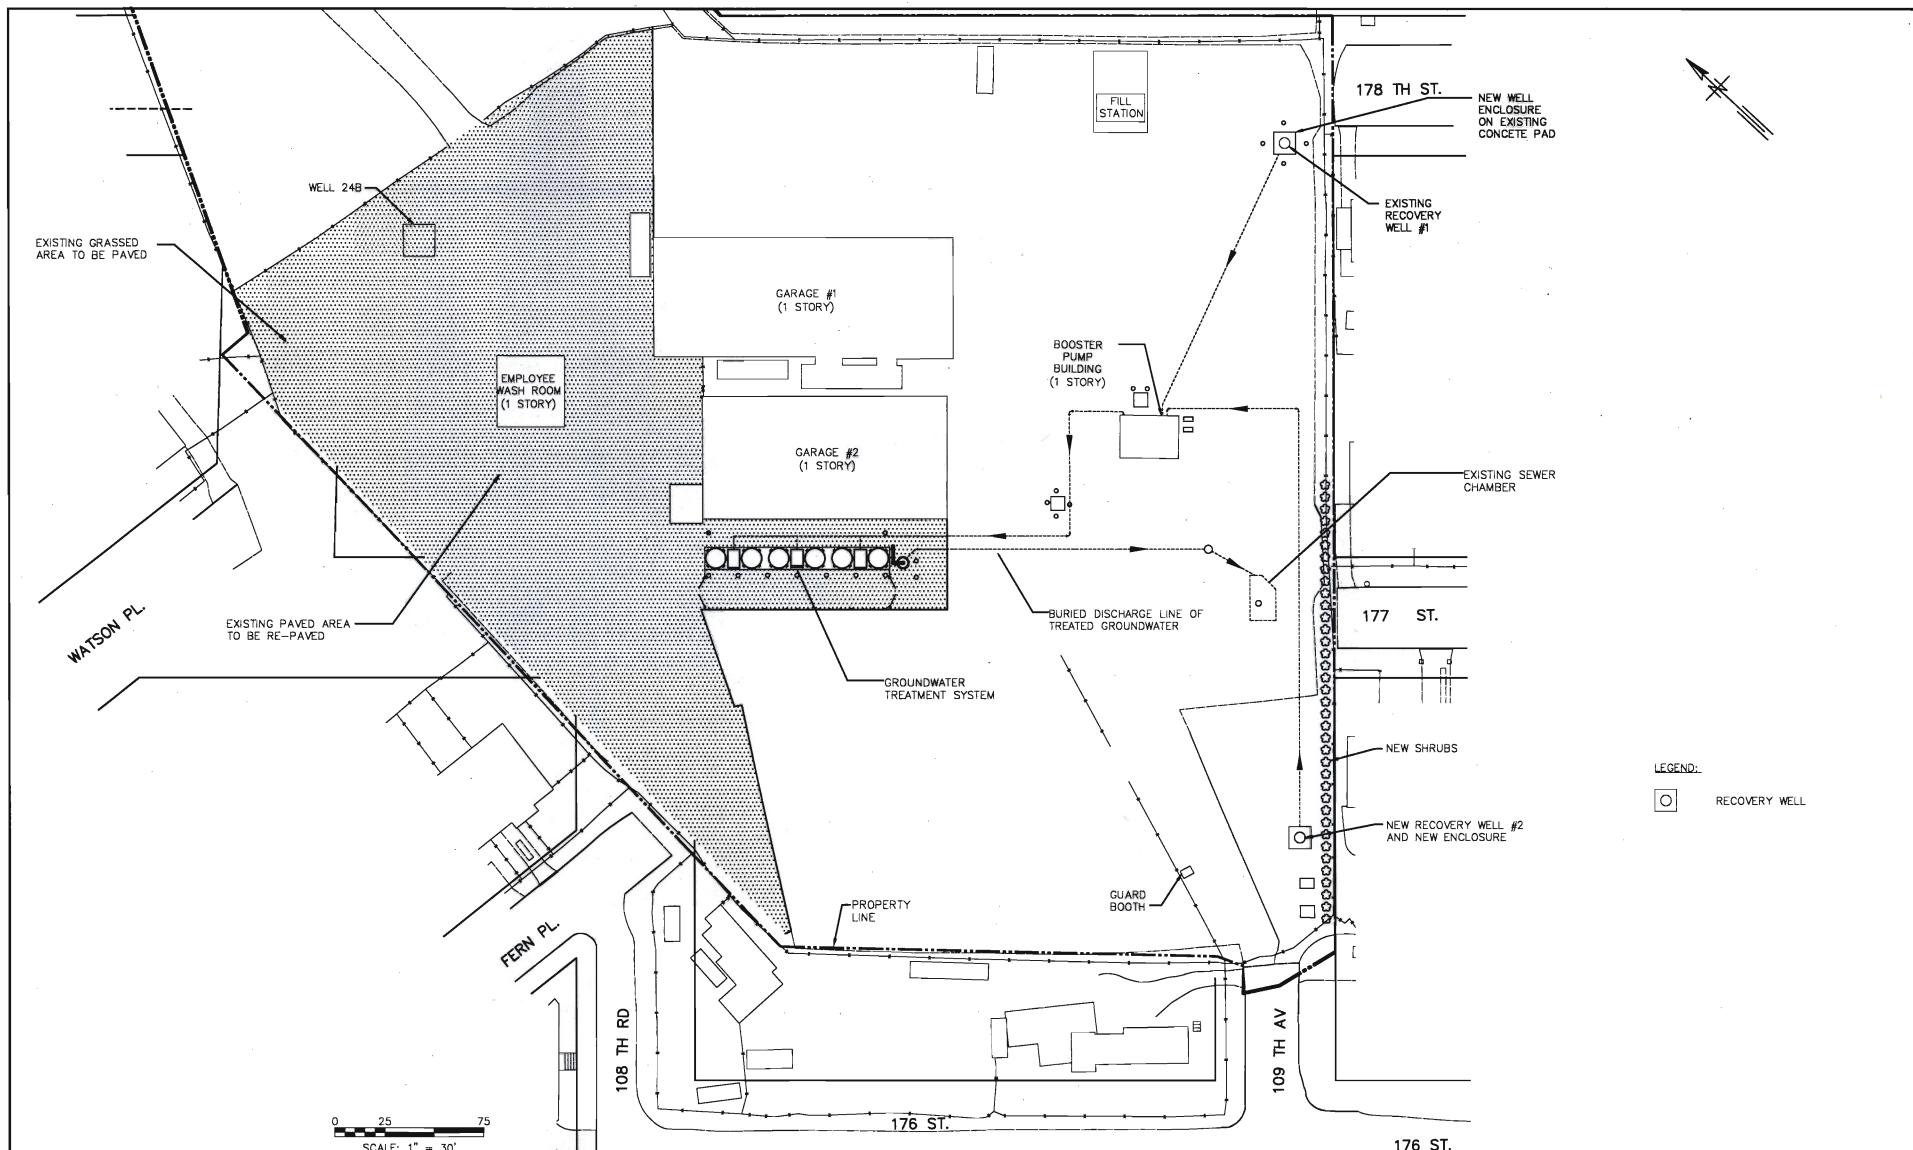 178 TH ST.
NEW WELL
ENCLOSURE
ON EXISTING
CONCETE PAD
FILL
STATION
WELL 24B
EXISTING
RECOVERY
WELL #1
EXISTING GRASSED
AREA TO BE PAVED
GARAGE #1
(1 STORY)
BOOSTER
PUMP
BUILDING
(1 STORY)
EMPLOYEE
WASH ROOM
(1 STORY)
GARAGE #2
(1 STORY)
EXISTING SEWER
CHAMBER
WATSON PL.
EXISTING PAVED AREA
TO BE RE-PAVED
BURIED DISCHARGE LINE OF
TREATED GROUNDWATER
177 ST.
GROUNDWATER
TREATMENT SYSTEM
NEW SHRUBS
LEGEND:
RECOVERY WELL
NEW RECOVERY WELL #2
AND NEW ENCLOSURE
GUARD
BOOTH
PROPERTY
LINE
FERN PL.
108 TH RD
109 TH AV
176 ST.
0 25 75
SCALE: 1" = 30'
176 ST.